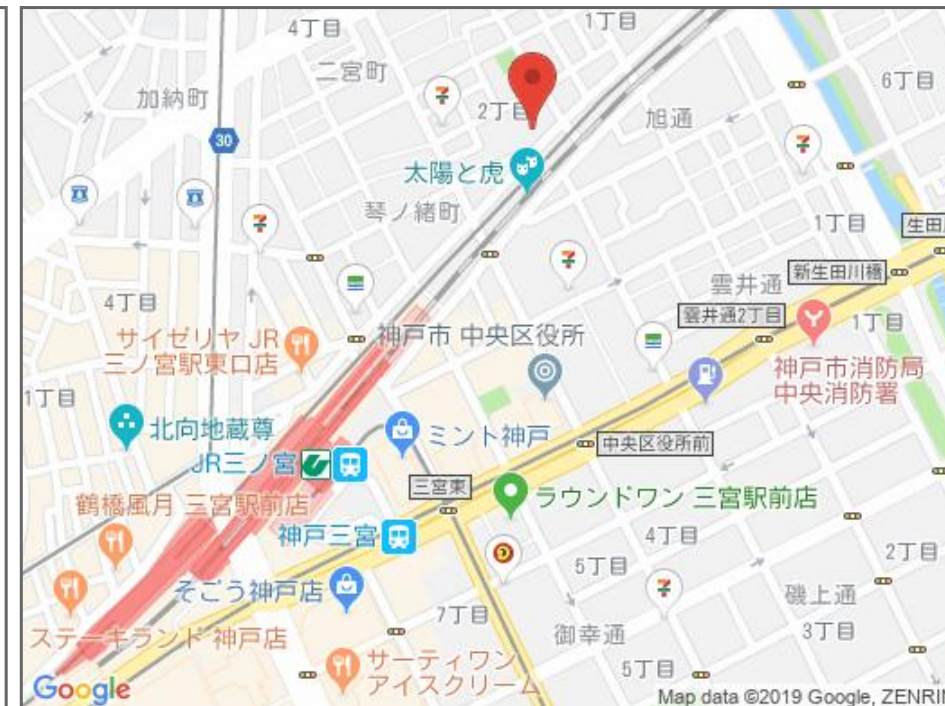 4丁目
1丁目
二宮町
加納町
6丁目
30
2丁目
旭通
太陽と虎
琴ノ緒町
1丁目
生田川
新生田川橋
雲井通
4丁目
雲井通2丁目
1丁目
サイゼリヤ JR
三ノ宮駅東口店
神戸市 中央区役所
神戸市消防局
中央消防署
1丁目
北向地蔵尊
ミント神戸
中央区役所前
JR三ノ宮
三宮東
鶴橋風月 三宮駅前店
ラウンドワン 三宮駅前店
神戸三宮
4丁目
5丁目
2丁目
そごう神戸店
磯上通
7丁目
3丁目
ステーキランド 神戸店
御幸通
サーティワン
アイスクリーム
5丁目
Google
Map data ©2019 Google, ZENRIN